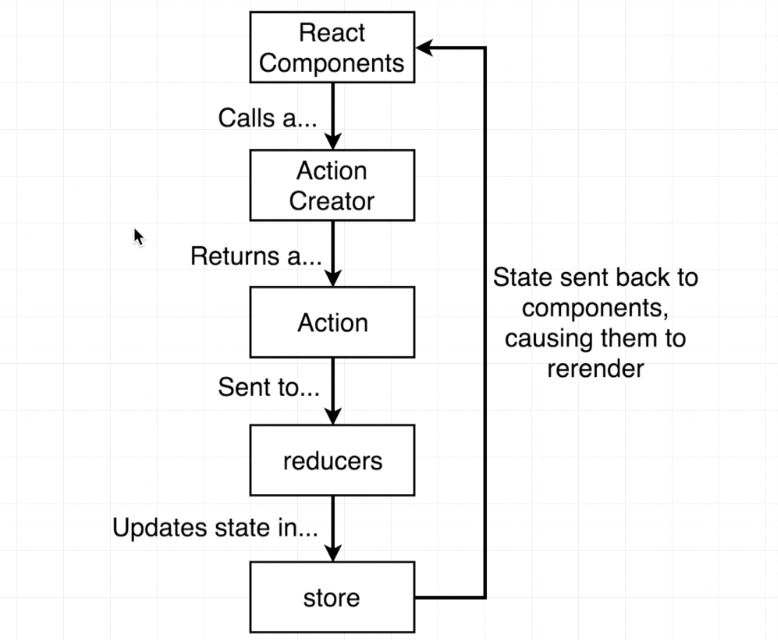 React
Components
Calls a...
Action
Creator
Returns a...
Action
Sent to...
reducers
Updates state in...
store
State sent back to
components,
causing them to
rerender